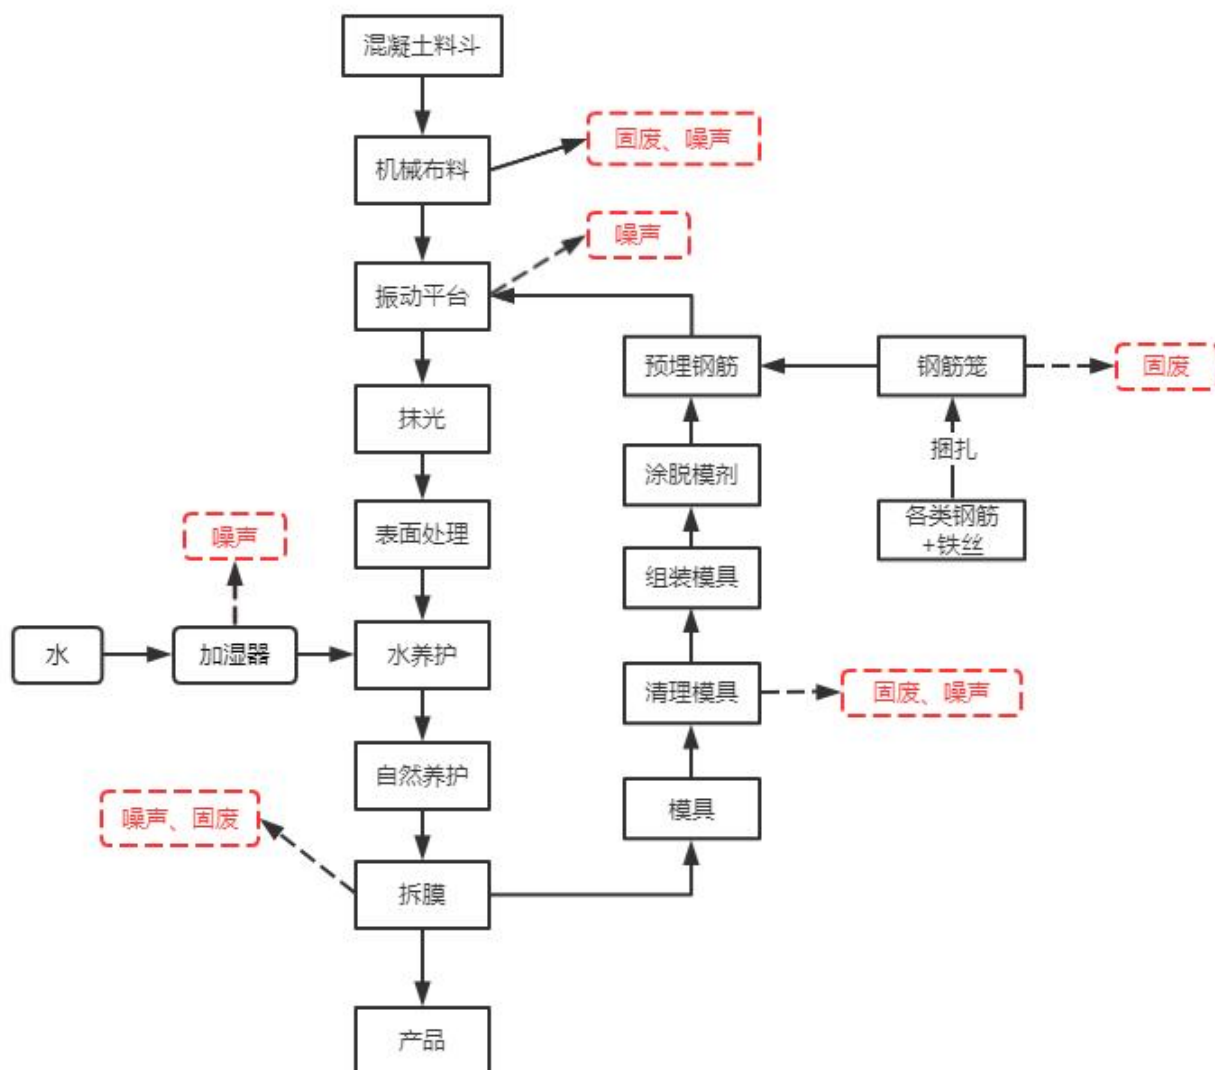 混凝土料斗
固废、噪声
机械布料
噪声
振动平台
预埋钢筋
钢筋笼
固废
抹光
捆扎
涂脱模剂
各类钢筋
+铁丝
表面处理
噪声
组装模具
水
加湿器
水养护
清理模具
固废、噪声
自然养护
模具
噪声、固废
拆膜
产品